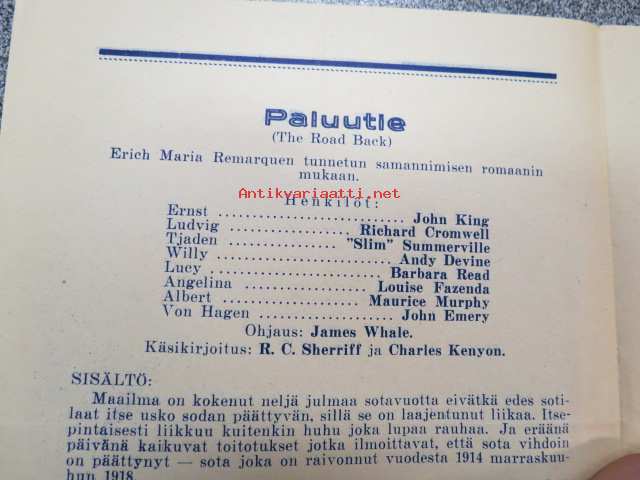 Paluutie
(The Road Back)
Erich Maria Remarquen tunnetun samannimisen romaanin
mukaan.
Antikvariaatti.net
Henkilöt:
Ernst ............................ John King
Ludvig ..................... Richard Cromwell
Tjaden .................. "Slim" Summerville
Willy .......................... Andy Devine
Lucy ......................... Barbara Read
Angelina .................... Louise Fazenda
Albert ..................... Maurice Murphy
Von Hagen .................... John Emery
Ohjaus: James Whale.
Käsikirjoitus: R. C. Sherriff ja Charles Kenyon.
SISÄLTÖ:
Maailma on kokenut neljä julmaa sotavuotta eivätkä edes soti-
laat itse usko sodan päättyvän, sillä se on laajentunut liikaa. Itse-
pintaisesti liikkuu kuitenkin huhu joka lupaa rauhaa. Ja eräänä
päivänä kaikuvat toitotukset jotka ilmoittavat, että sota vihdoin
on päättynyt — sota joka on raivonnut vuodesta 1914 marraskuu-
hun 1918